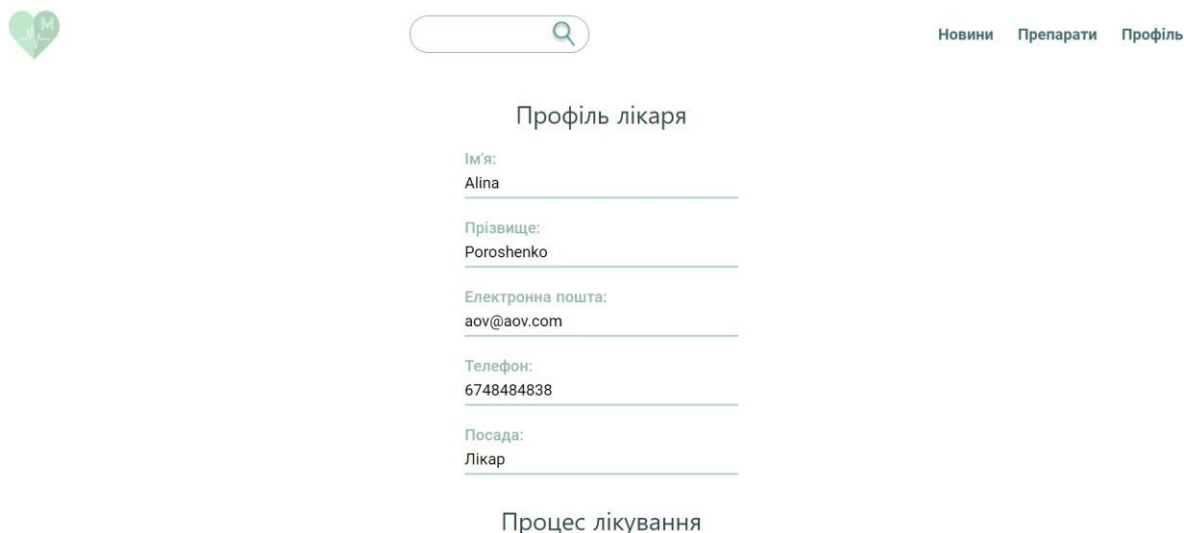 M
Новини Препарати Профіль
Профіль лікаря
Ім'я:
Alina
Прізвище:
Poroshenko
Електронна пошта:
aov@aov.com
Телефон:
6748484838
Посада:
Лікар
Процес лікування